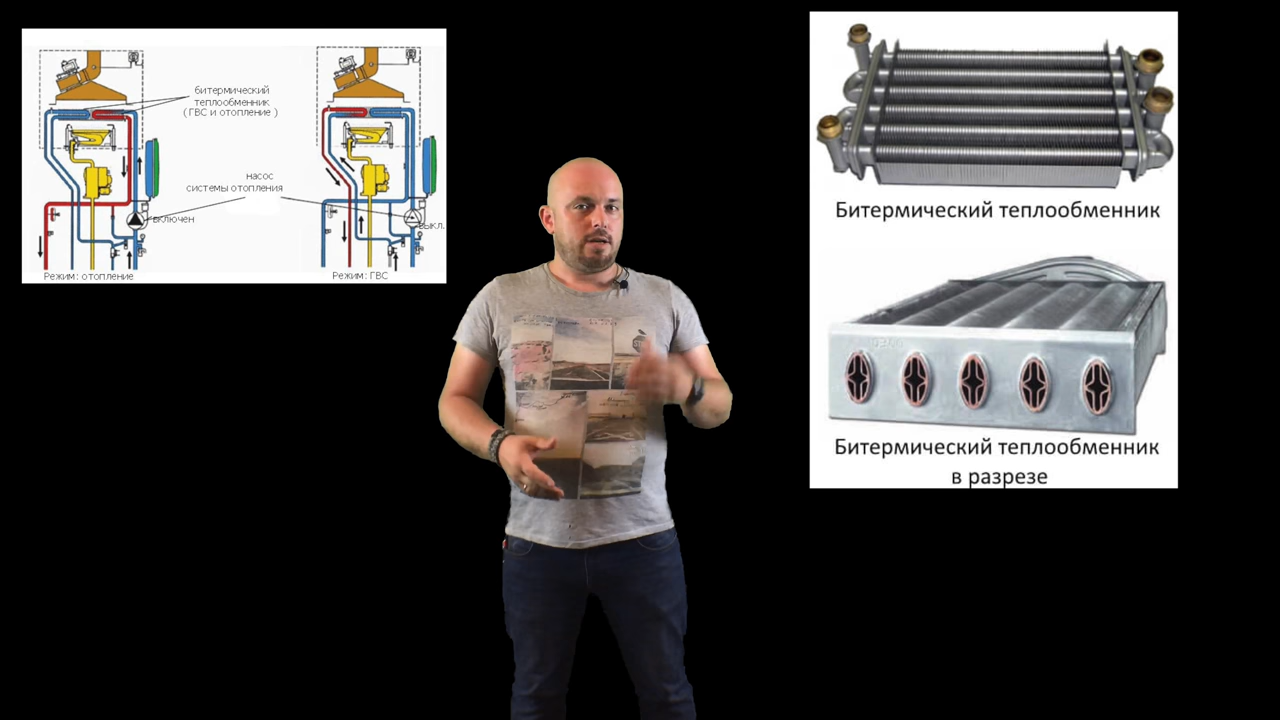 битермический
теплообменник
( ГВС и отопление )
насос
системы отопления
включен
выкл.
Режим: отопление
Режим: ГВС
Битермический теплообменник
Битермический теплообменник
в разрезе